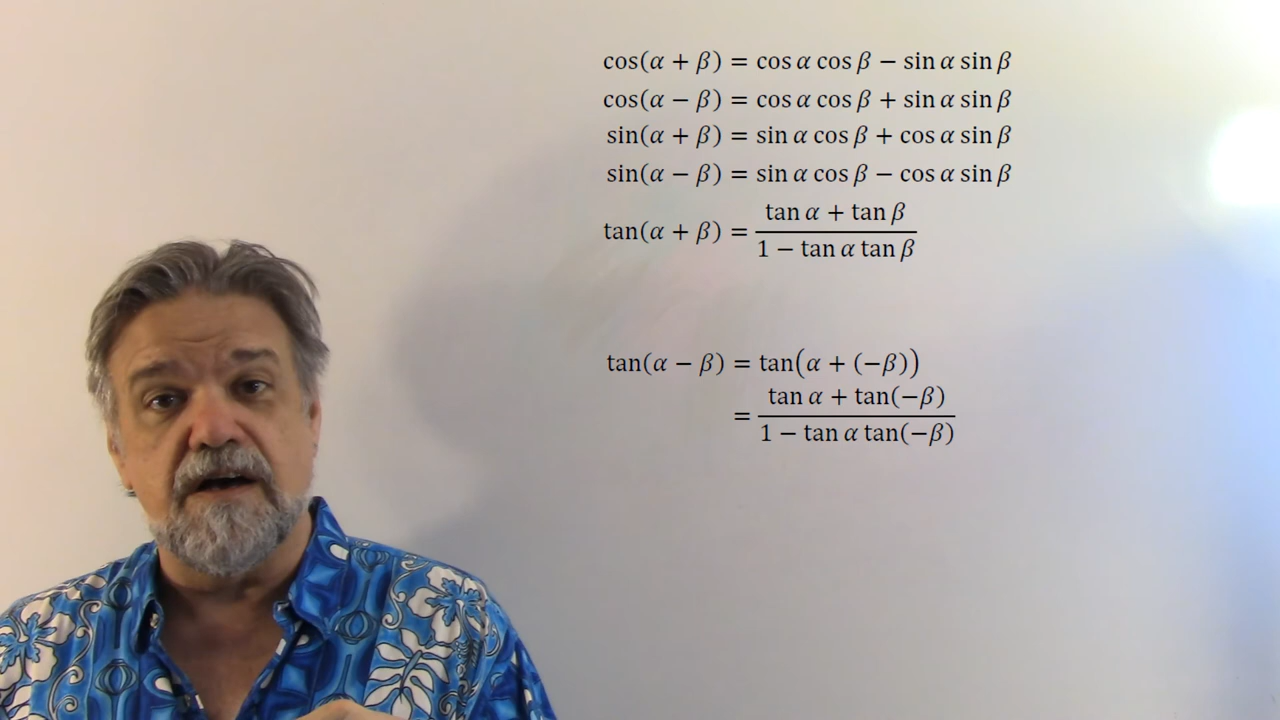 cos(α + β) = cos α cos β − sin α sin β
cos(α − β) = cos α cos β + sin α sin β
sin(α + β) = sin α cos β + cos α sin β
sin(α − β) = sin α cos β − cos α sin β
tan(α + β) = (tan α + tan β) / (1 − tan α tan β)
tan(α − β) = tan(α + (−β))
= (tan α + tan(−β)) / (1 − tan α tan(−β))